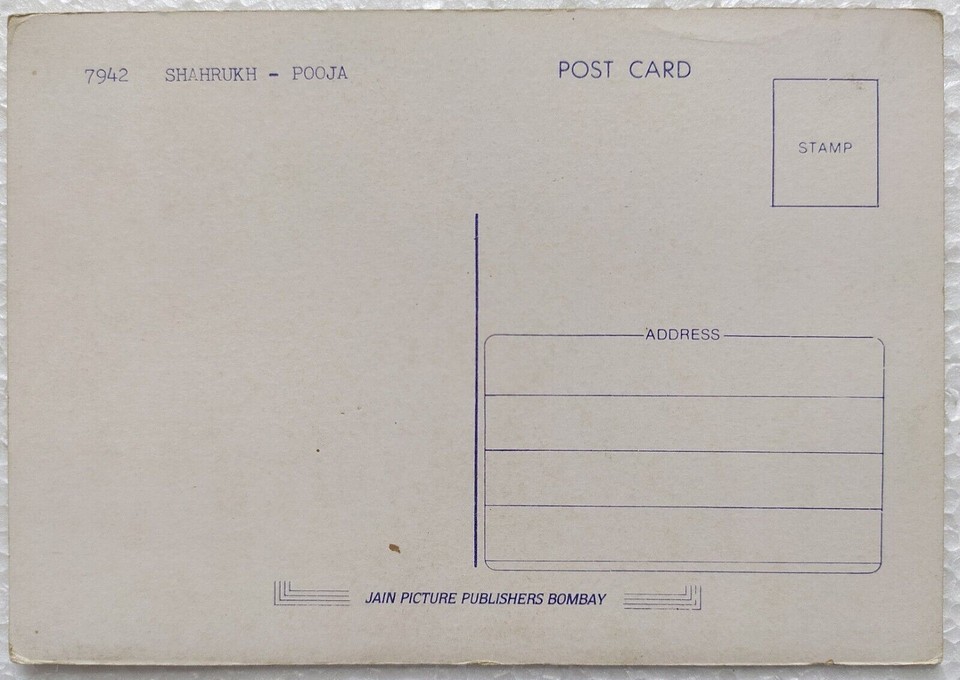 7942 SHAHRUKH - POOJA
POST CARD
STAMP
ADDRESS
JAIN PICTURE PUBLISHERS BOMBAY